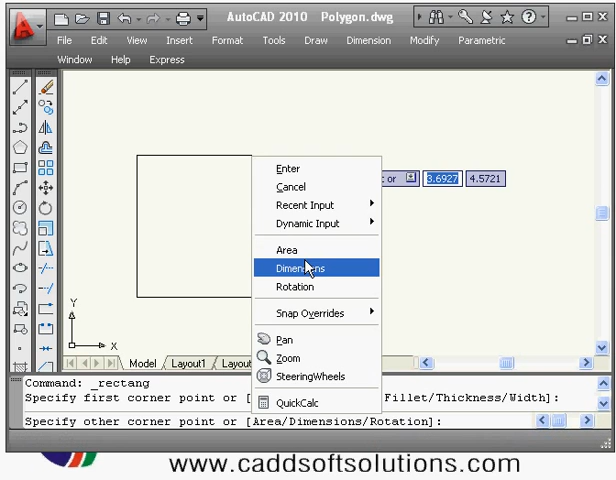 AutoCAD 2010 Polygon.dwg
File Edit View Insert Format Tools Draw Dimension Modify Parametric
Window Help Express
Enter
Cancel
Recent Input
Dynamic Input
Area
Dimensions
Rotation
Snap Overrides
Pan
Zoom
SteeringWheels
QuickCalc
or 3.6927 4.5721
Y
X
Model Layout1
Command: _rectang
Specify first corner point or [ Fillet/Thickness/Width]:
Specify other corner point or [Area/Dimensions/Rotation]:
www.caddsoftsolutions.com